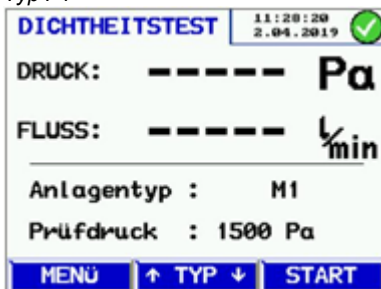 DICHTHEITSTEST 11:28:20
2.04.2019
DRUCK: ----- Pa
FLUSS: ----- l/min
Anlagentyp : M1
Prüfdruck : 1500 Pa
MENÜ ↑ TYP ↓ START